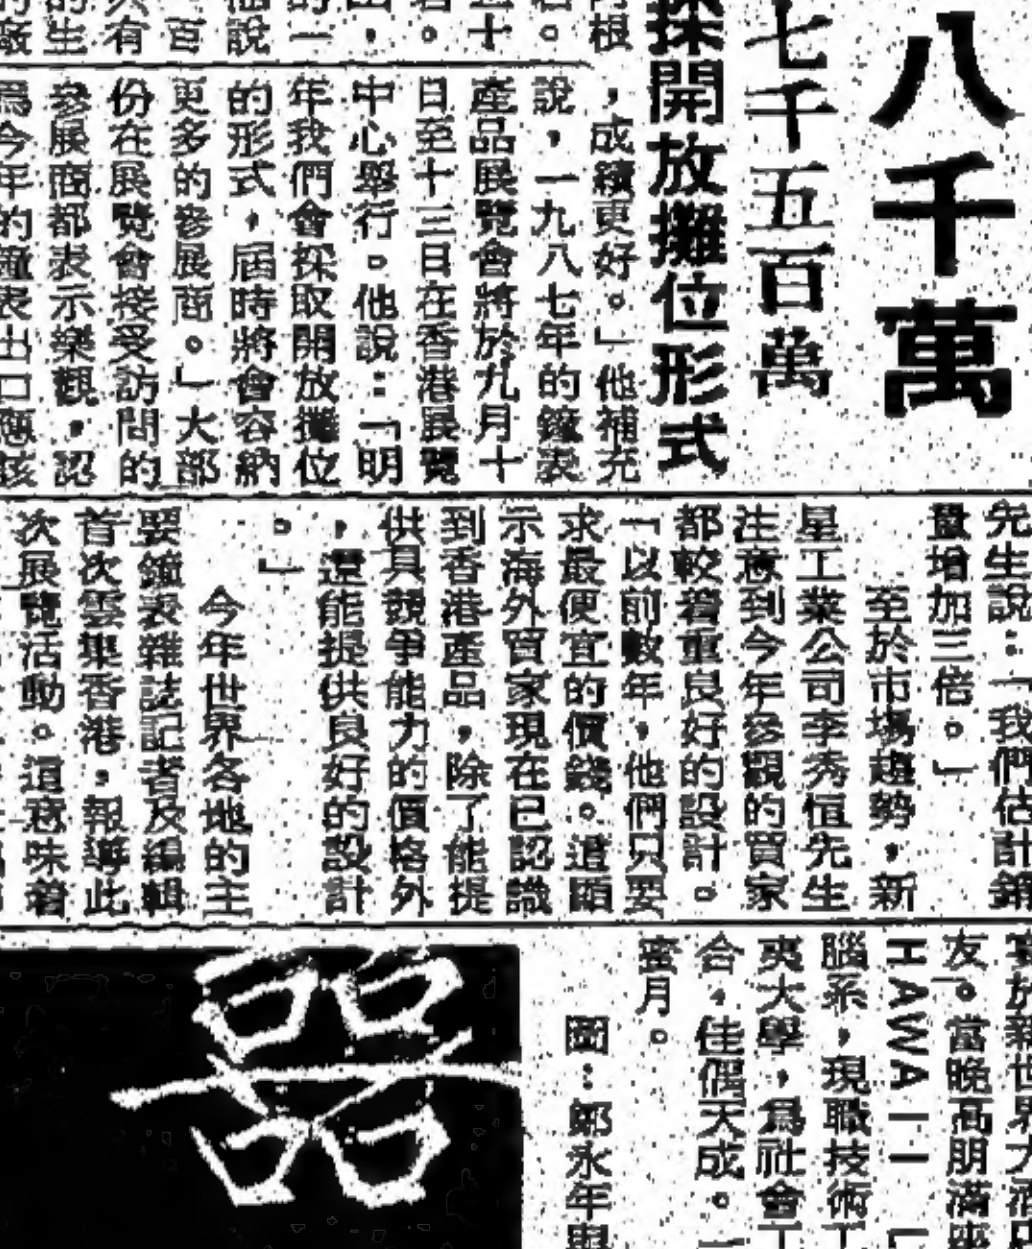 八千萬
七千五百萬
採開放攤位形式
，成績更好。」他補充
說，一九八七年的鐘表
產品展覽會將於九月十
日至十三日在香港展覽
中心舉行。他說：「明
年我們會採取開放攤位
的形式，屆時將會容納
更多的參展商。」大部
份在展覽會接受訪問的
參展商都表示樂觀，認
爲今年的鐘表出口應該
先生說：「我們估計銷
量增加三倍。」
至於市場趨勢，新
星工業公司李秀恒先生
注意到今年參觀的買家
都較着重良好的設計。
「以前數年，他們只要
求最便宜的價錢。這顯
示海外買家現在已認識
到香港產品，除了能提
供具競爭能力的價格外
，還能提供良好的設計
。」
今年世界各地的主
要鐘表雜誌記者及編輯
首次雲集香港，報導此
次展覽活動。這意味着
友。當晚高朋滿座
HAWAII
腦系，現職技術工
夷大學，爲社會工
合，佳偶天成。
蜜月。
圖：鄭永年與
器